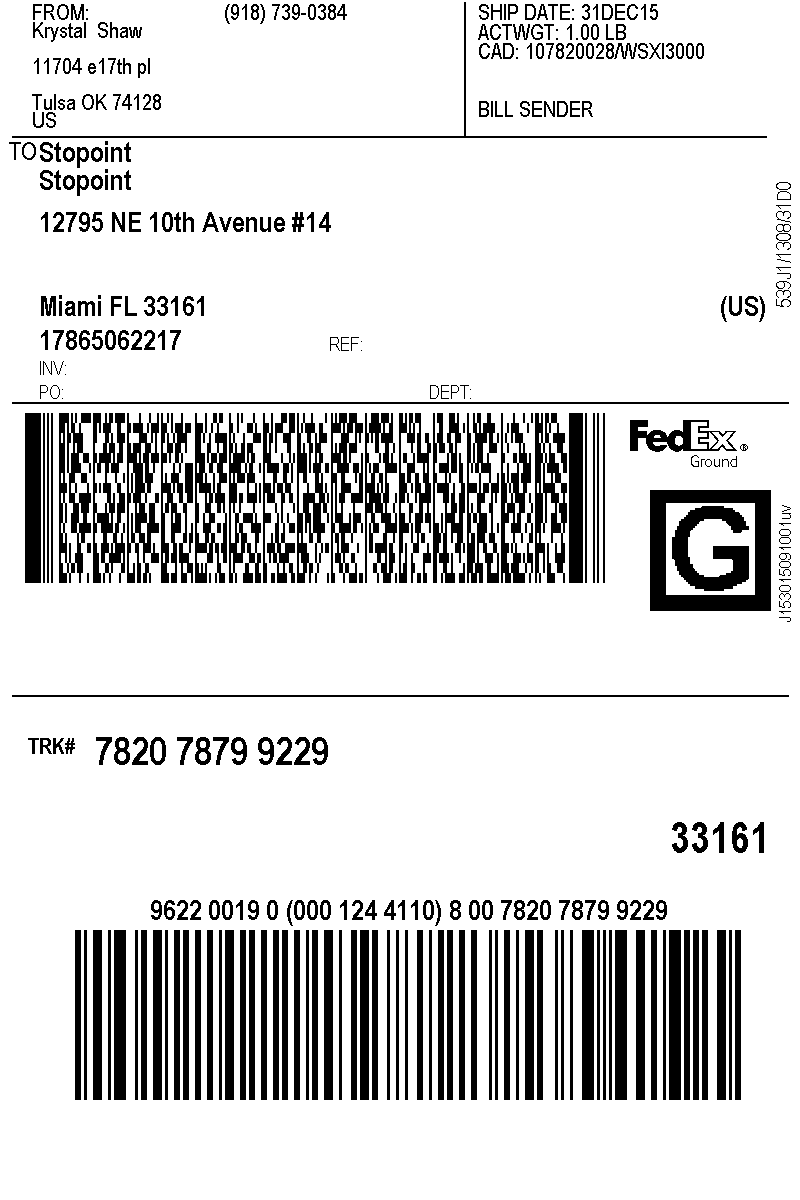 FROM: (918) 739-0384
Krystal Shaw
11704 e17th pl
Tulsa OK 74128
US
SHIP DATE: 31DEC15
ACTWGT: 1.00 LB
CAD: 107820028/WSXI3000
BILL SENDER
TO Stopoint
Stopoint
12795 NE 10th Avenue #14
Miami FL 33161 (US)
17865062217 REF:
INV:
PO: DEPT:
539J1/1308/31D0
FedEx®
Ground
G
J153015091001uv
TRK# 7820 7879 9229
33161
9622 0019 0 (000 124 4110) 8 00 7820 7879 9229